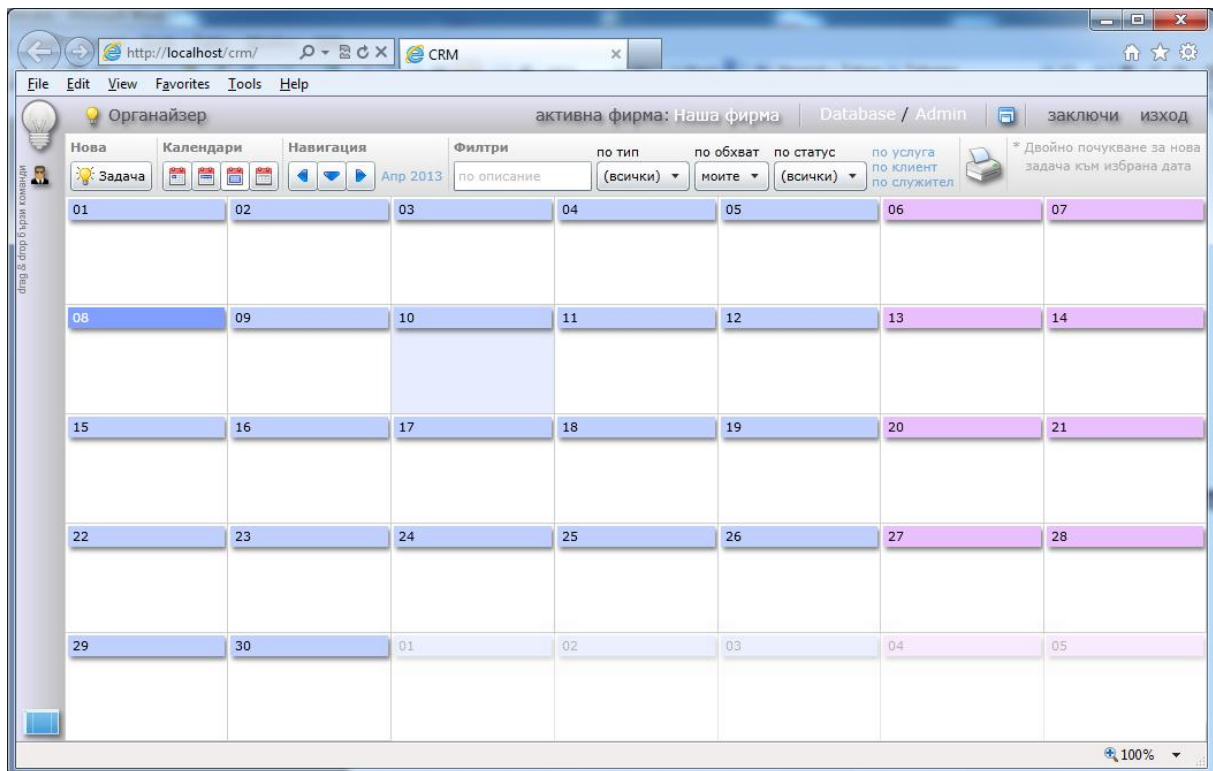 http://localhost/crm/
CRM
File Edit View Favorites Tools Help
Органайзер активна фирма: Наша фирма Database / Admin заключи изход
Нова Календари Навигация Филтри по тип по обхват по статус по услуга
Задача Апр 2013 по описание (всички) моите (всички) по клиент
по служител
* Двойно почукване за нова
задача към избрана дата
drag & drop бързи команди
01 02 03 04 05 06 07
08 09 10 11 12 13 14
15 16 17 18 19 20 21
22 23 24 25 26 27 28
29 30 01 02 03 04 05
100%